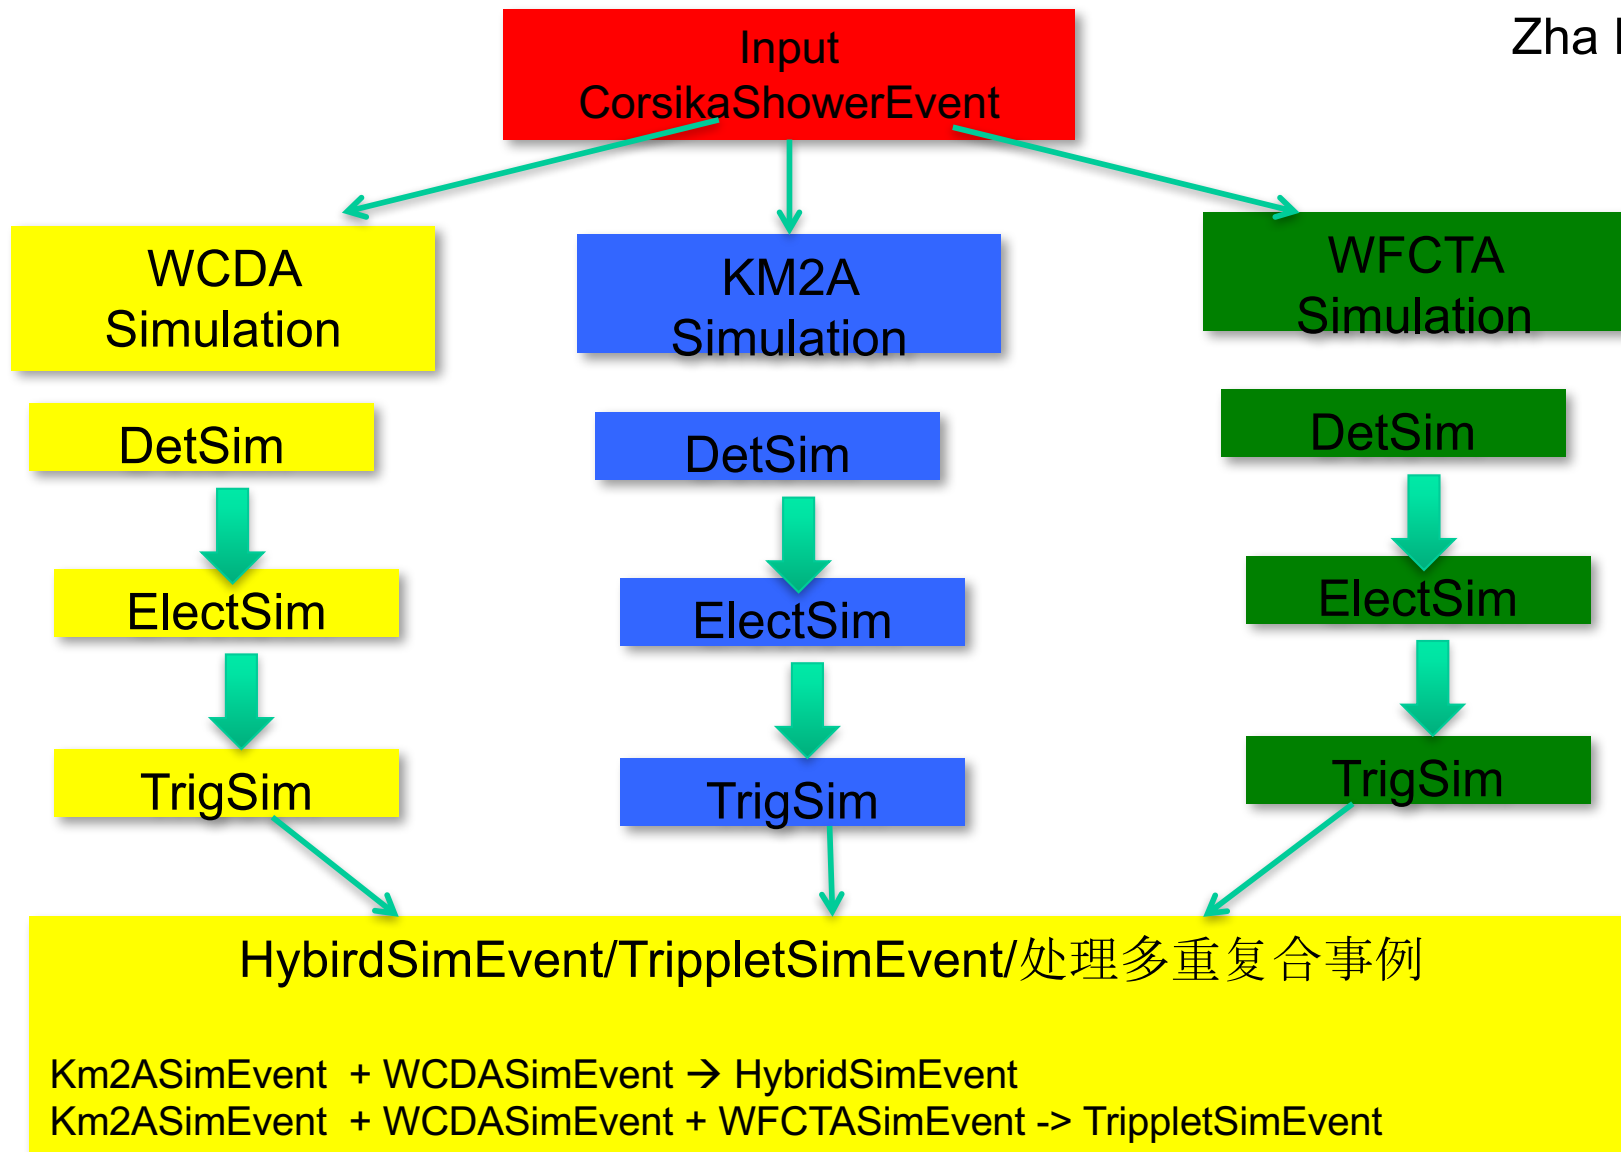 Zha
Input
CorsikaShowerEvent
WCDA
Simulation
KM2A
Simulation
WFCTA
Simulation
DetSim
DetSim
DetSim
ElectSim
ElectSim
ElectSim
TrigSim
TrigSim
TrigSim
HybirdSimEvent/TrippletSimEvent/处理多重复合事例
Km2ASimEvent + WCDASimEvent → HybridSimEvent
Km2ASimEvent + WCDASimEvent + WFCTASimEvent -> TrippletSimEvent